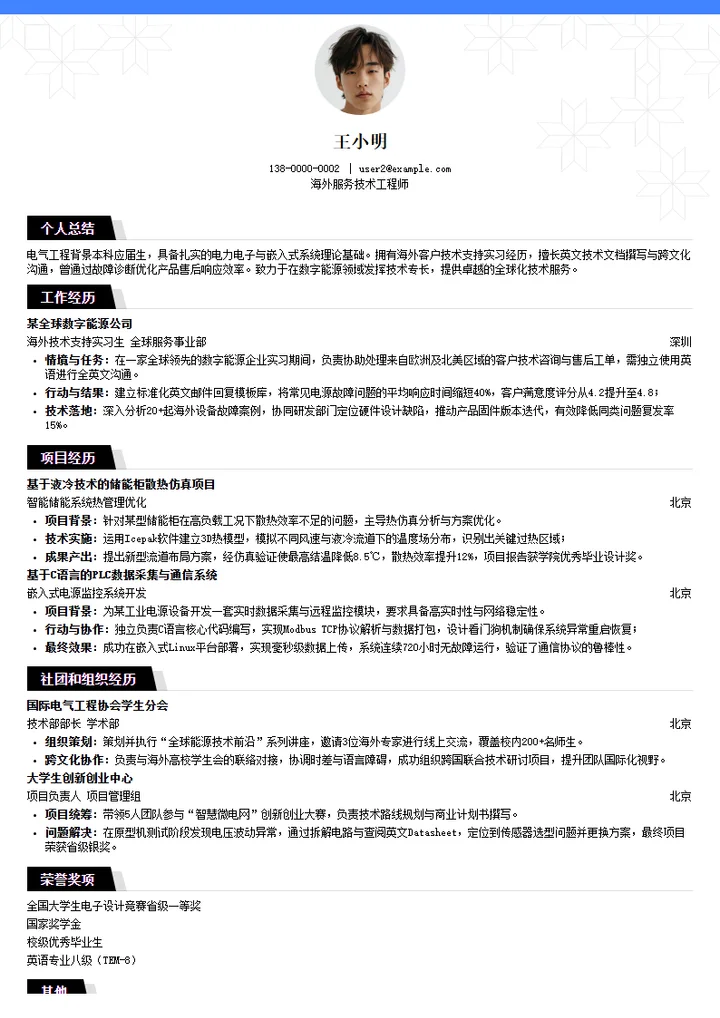 王小明
138-0000-0002 | user2@example.com
海外服务技术工程师
个人总结
电气工程背景本科应届生，具备扎实的电力电子与嵌入式系统理论基础。拥有海外客户技术支持实习经历，擅长英文技术文档撰写与跨文化
沟通，曾通过故障诊断优化产品售后响应效率。致力于在数字能源领域发挥技术专长，提供卓越的全球化技术服务。
工作经历
某全球数字能源公司
海外技术支持实习生 全球服务事业部 深圳
• 情境与任务：在一家全球领先的数字能源企业实习期间，负责协助处理来自欧洲及北美区域的客户技术咨询与售后工单，需独立使用英
语进行全英文沟通。
• 行动与结果：建立标准化英文邮件回复模板库，将常见电源故障问题的平均响应时间缩短40%，客户满意度评分从4.2提升至4.8；
• 技术落地：深入分析20+起海外设备故障案例，协同研发部门定位硬件设计缺陷，推动产品固件版本迭代，有效降低同类问题复发率
15%。
项目经历
基于液冷技术的储能柜散热仿真项目
智能储能系统热管理优化 北京
• 项目背景：针对某型储能柜在高负载工况下散热效率不足的问题，主导热仿真分析与方案优化。
• 技术实施：运用Icepak软件建立3D热模型，模拟不同风速与液冷流道下的温度场分布，识别出关键过热区域；
• 成果产出：提出新型流道布局方案，经仿真验证使最高结温降低8.5℃，散热效率提升12%，项目报告获学院优秀毕业设计奖。
基于C语言的PLC数据采集与通信系统
嵌入式电源监控系统开发 北京
• 项目背景：为某工业电源设备开发一套实时数据采集与远程监控模块，要求具备高实时性与网络稳定性。
• 行动与协作：独立负责C语言核心代码编写，实现Modbus TCP协议解析与数据打包，设计看门狗机制确保系统异常重启恢复；
• 最终效果：成功在嵌入式Linux平台部署，实现毫秒级数据上传，系统连续720小时无故障运行，验证了通信协议的鲁棒性。
社团和组织经历
国际电气工程协会学生分会
技术部部长 学术部 北京
• 组织策划：策划并执行“全球能源技术前沿”系列讲座，邀请3位海外专家进行线上交流，覆盖校内200+名师生。
• 跨文化协作：负责与海外高校学生会的联络对接，协调时差与语言障碍，成功组织跨国联合技术研讨项目，提升团队国际化视野。
大学生创新创业中心
项目负责人 项目管理组 北京
• 项目统筹：带领5人团队参与“智慧微电网”创新创业大赛，负责技术路线规划与商业计划书撰写。
• 问题解决：在原型机测试阶段发现电压波动异常，通过拆解电路与查阅英文Datasheet，定位到传感器选型问题并更换方案，最终项目
荣获省级银奖。
荣誉奖项
全国大学生电子设计竞赛省级一等奖
国家奖学金
校级优秀毕业生
英语专业八级（TEM-8）
其他